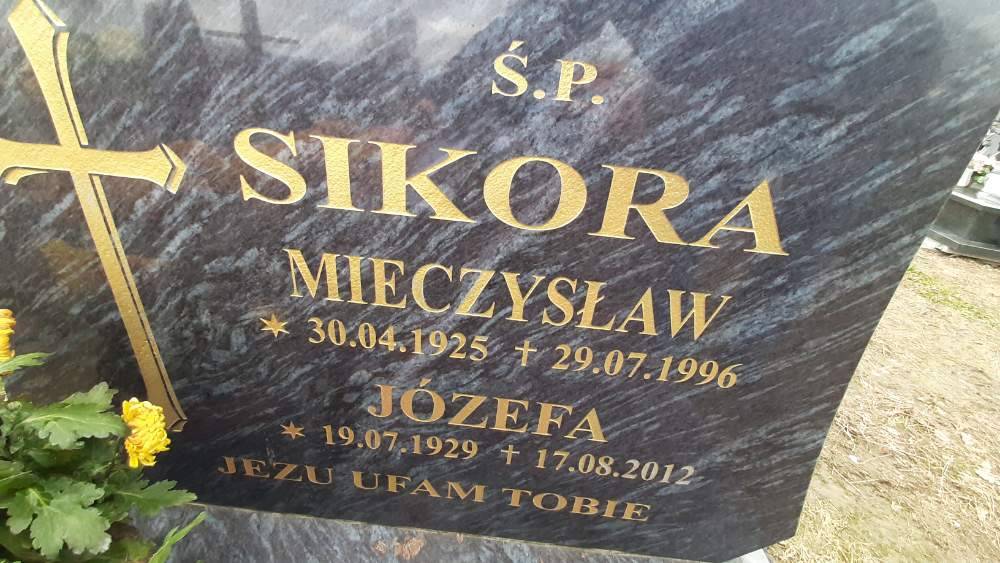 Ś.P.
SIKORA
MIECZYSŁAW
✶ 30.04.1925 † 29.07.1996
JÓZEFA
✶ 19.07.1929 † 17.08.2012
JEZU UFAM TOBIE